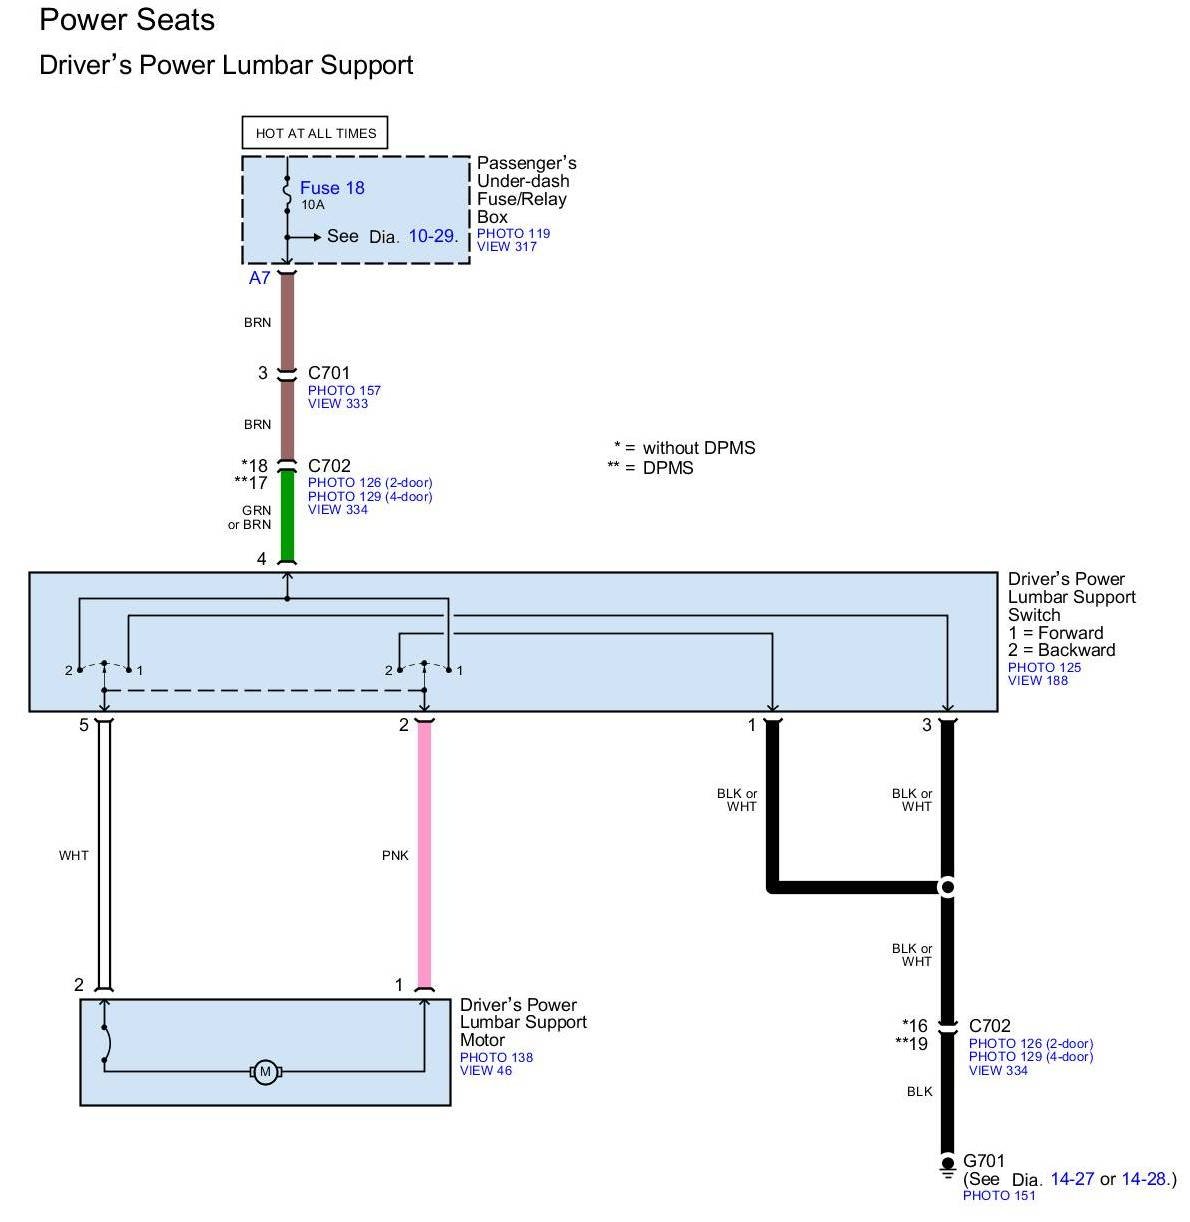 Power Seats
Driver's Power Lumbar Support
HOT AT ALL TIMES
Fuse 18
10A
See Dia. 10-29.
Passenger's
Under-dash
Fuse/Relay
Box
PHOTO 119
VIEW 317
A7
BRN
3
C701
PHOTO 157
VIEW 333
BRN
*18
**17
C702
PHOTO 126 (2-door)
PHOTO 129 (4-door)
VIEW 334
GRN
or BRN
4
* = without DPMS
** = DPMS
Driver's Power
Lumbar Support
Switch
1 = Forward
2 = Backward
PHOTO 125
VIEW 188
2
1
2
1
5
2
1
3
BLK or
WHT
BLK or
WHT
WHT
PNK
BLK or
WHT
2
1
Driver's Power
Lumbar Support
Motor
PHOTO 138
VIEW 46
M
*16
**19
C702
PHOTO 126 (2-door)
PHOTO 129 (4-door)
VIEW 334
BLK
G701
(See Dia. 14-27 or 14-28.)
PHOTO 151